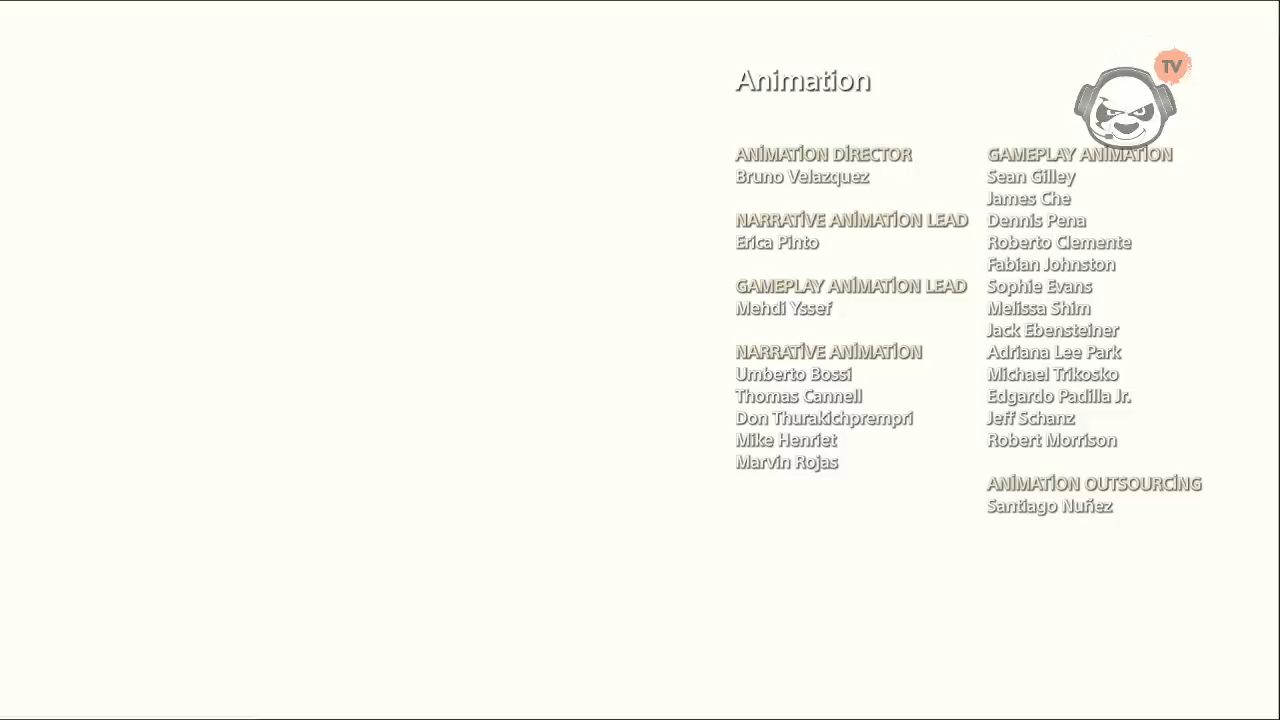 Animation
TV
ANİMATİON DİRECTOR
Bruno Velazquez
NARRATİVE ANİMATİON LEAD
Erica Pinto
GAMEPLAY ANİMATİON LEAD
Mehdi Yssef
NARRATİVE ANİMATİON
Umberto Bossi
Thomas Cannell
Don Thurakichprempri
Mike Henriet
Marvin Rojas
GAMEPLAY ANİMATİON
Sean Gilley
James Che
Dennis Pena
Roberto Clemente
Fabian Johnston
Sophie Evans
Melissa Shim
Jack Ebensteiner
Adriana Lee Park
Michael Trikosko
Edgardo Padilla Jr.
Jeff Schanz
Robert Morrison
ANİMATİON OUTSOURCİNG
Santiago Nuñez